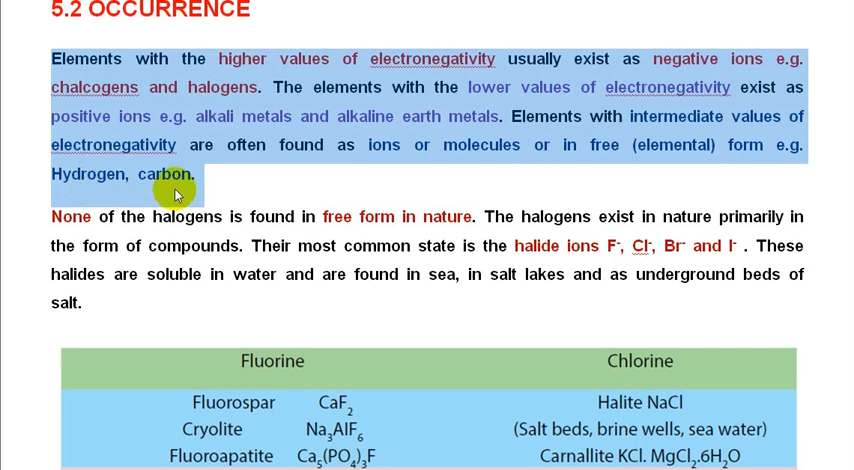 5.2 OCCURRENCE
Elements with the higher values of electronegativity usually exist as negative ions e.g.
chalcogens and halogens. The elements with the lower values of electronegativity exist as
positive ions e.g. alkali metals and alkaline earth metals. Elements with intermediate values of
electronegativity are often found as ions or molecules or in free (elemental) form e.g.
Hydrogen, carbon.
None of the halogens is found in free form in nature. The halogens exist in nature primarily in
the form of compounds. Their most common state is the halide ions F⁻, Cl⁻, Br⁻ and I⁻ . These
halides are soluble in water and are found in sea, in salt lakes and as underground beds of
salt.
Fluorine Chlorine
Fluorospar CaF₂ Halite NaCl
Cryolite Na₃AlF₆ (Salt beds, brine wells, sea water)
Fluoroapatite Ca₅(PO₄)₃F Carnallite KCl. MgCl₂.6H₂O